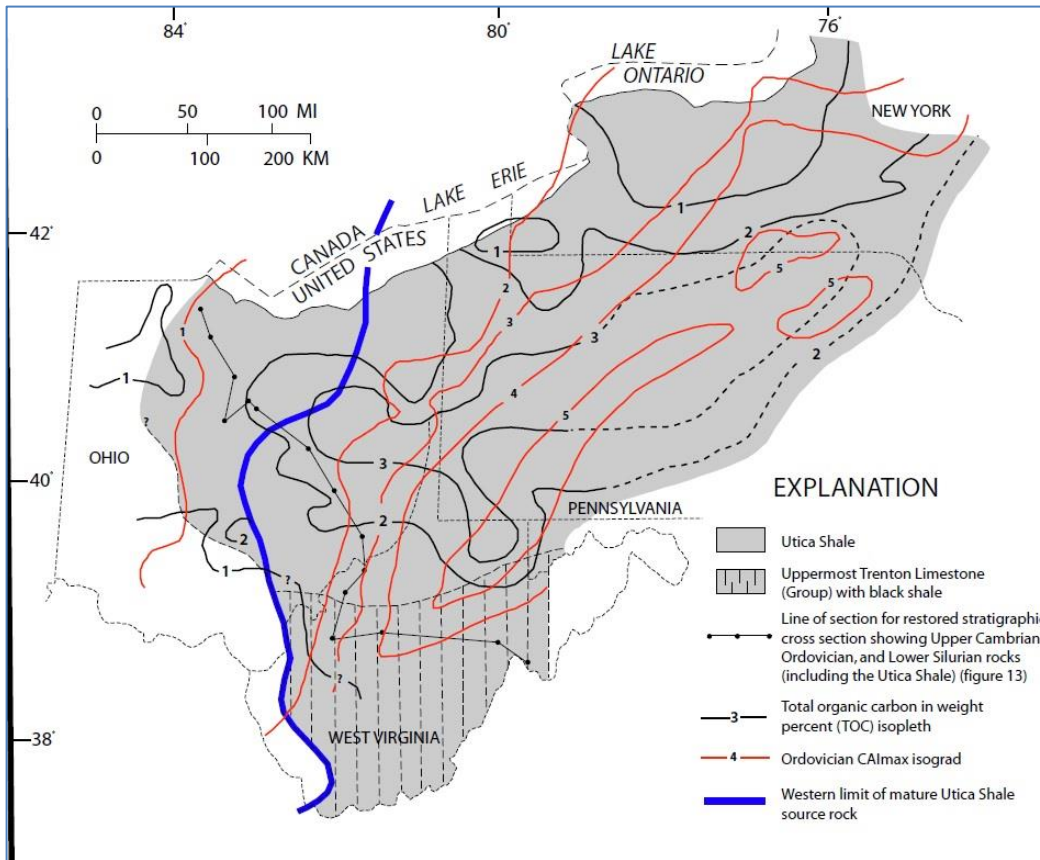 84°
80°
76°
LAKE
ONTARIO
NEW YORK
0 50 100 MI
0 100 200 KM
LAKE ERIE
CANADA
UNITED STATES
42°
1
1
2
2
5
5
2
3
3
1
1
4
5
?
OHIO
3
40°
2
PENNSYLVANIA
2
1
?
?
WEST VIRGINIA
38°
EXPLANATION
Utica Shale
Uppermost Trenton Limestone
(Group) with black shale
Line of section for restored stratigraphic
cross section showing Upper Cambrian
Ordovician, and Lower Silurian rocks
(including the Utica Shale) (figure 13)
3 Total organic carbon in weight
percent (TOC) isopleth
4 Ordovician CAImax isograd
Western limit of mature Utica Shale
source rock